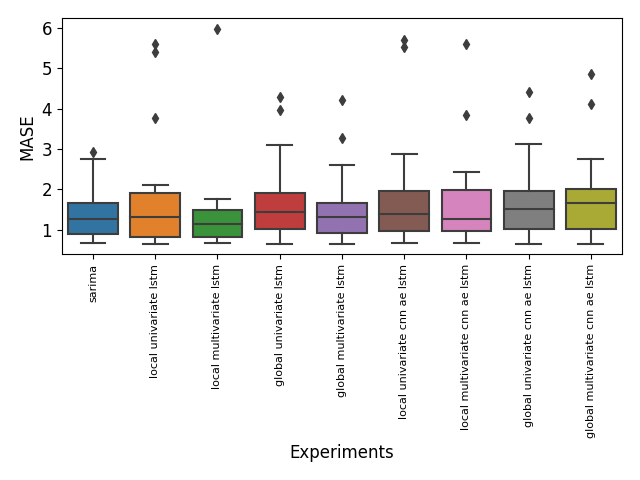 6
5
4
3
2
1
MASE
sarima
local univariate lstm
local multivariate lstm
global univariate lstm
global multivariate lstm
local univariate cnn ae lstm
local multivariate cnn ae lstm
global univariate cnn ae lstm
global multivariate cnn ae lstm
Experiments